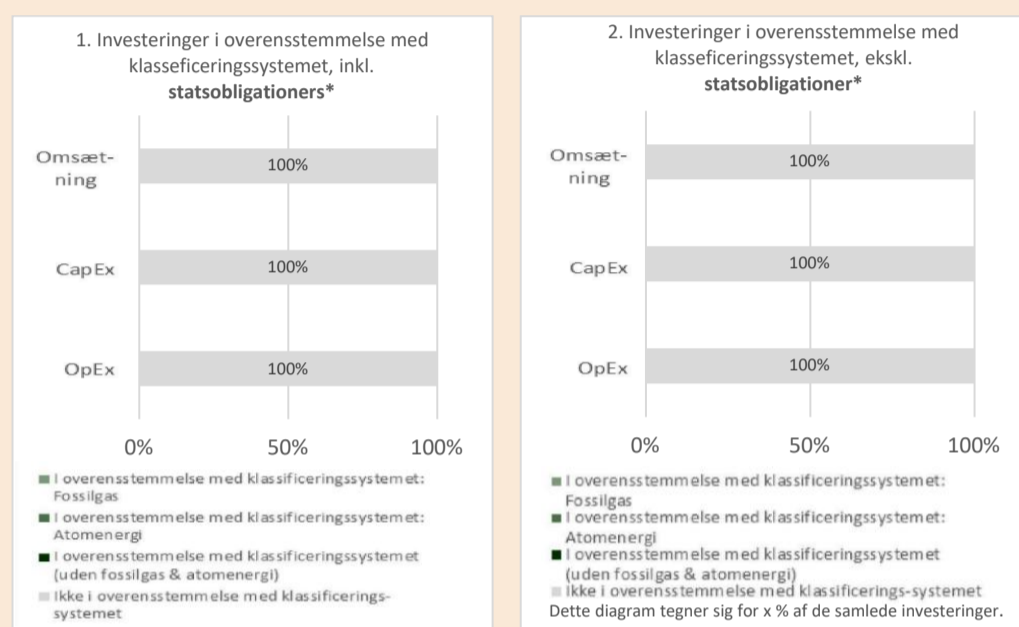 1. Investeringer i overensstemmelse med
klasseficeringssystemet, inkl.
statsobligationers*
Omsæt-
ning
100%
CapEx
100%
OpEx
100%
0% 50% 100%
I overensstemmelse med klassificeringssystemet:
Fossilgas
I overensstemmelse med klassificeringssystemet:
Atomenergi
I overensstemmelse med klassificeringssystemet
(uden fossilgas & atomenergi)
Ikke i overensstemmelse med klassificerings-
systemet
2. Investeringer i overensstemmelse med
klasseficeringssystemet, ekskl.
statsobligationer*
Omsæt-
ning
100%
CapEx
100%
OpEx
100%
0% 50% 100%
I overensstemmelse med klassificeringssystemet:
Fossilgas
I overensstemmelse med klassificeringssystemet:
Atomenergi
I overensstemmelse med klassificeringssystemet
(uden fossilgas & atomenergi)
Ikke i overensstemmelse med klassificerings-systemet
Dette diagram tegner sig for x % af de samlede investeringer.